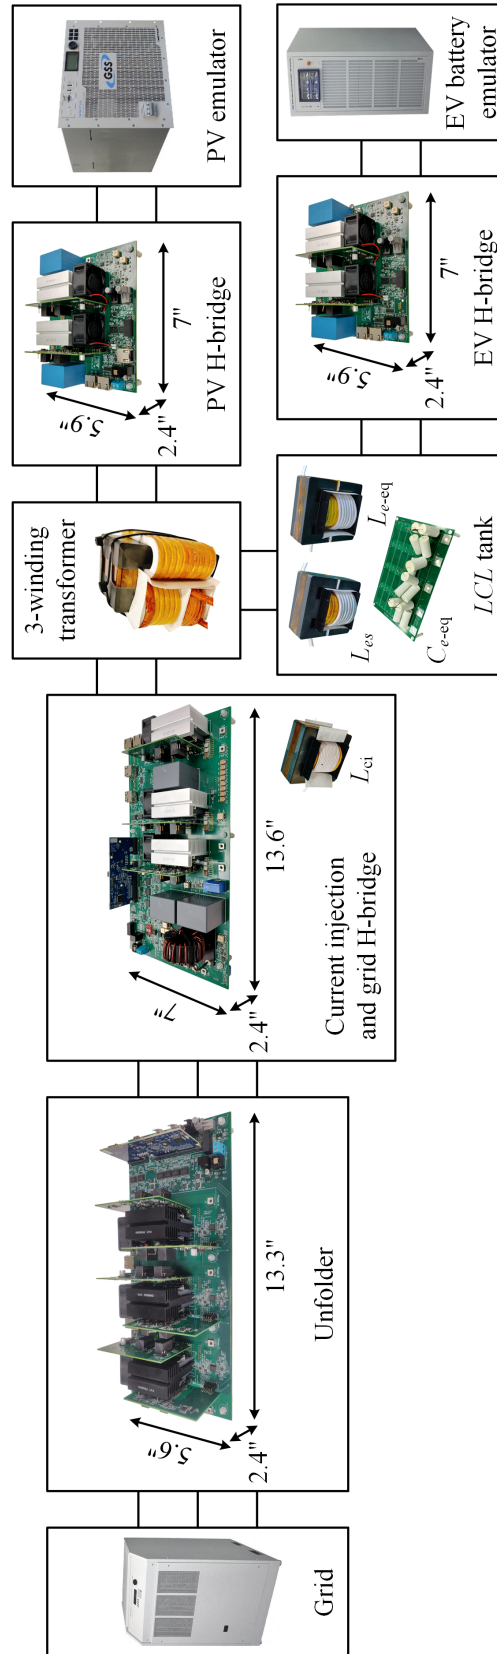 Grid
5.6"
2.4"
13.3"
Unfolder
7"
2.4"
13.6"
Current injection
and grid H-bridge
L_ci
3-winding
transformer
L_es
L_e-eq
C_e-eq
LCL tank
5.9"
2.4"
7"
PV H-bridge
5.9"
2.4"
7"
EV H-bridge
GSS
PV emulator
EV battery
emulator